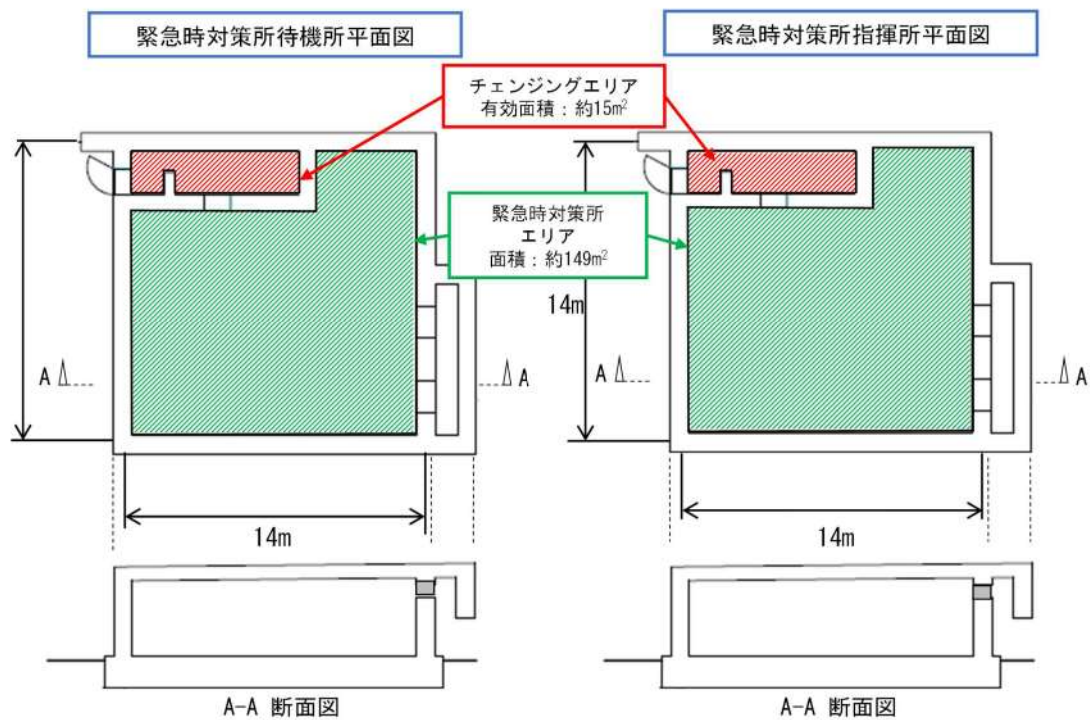 緊急時対策所待機所平面図
緊急時対策所指揮所平面図
チェンジングエリア
有効面積：約15m²
緊急時対策所
エリア
面積：約149m²
14m
A
A
A
A
14m
14m
A-A 断面図
A-A 断面図